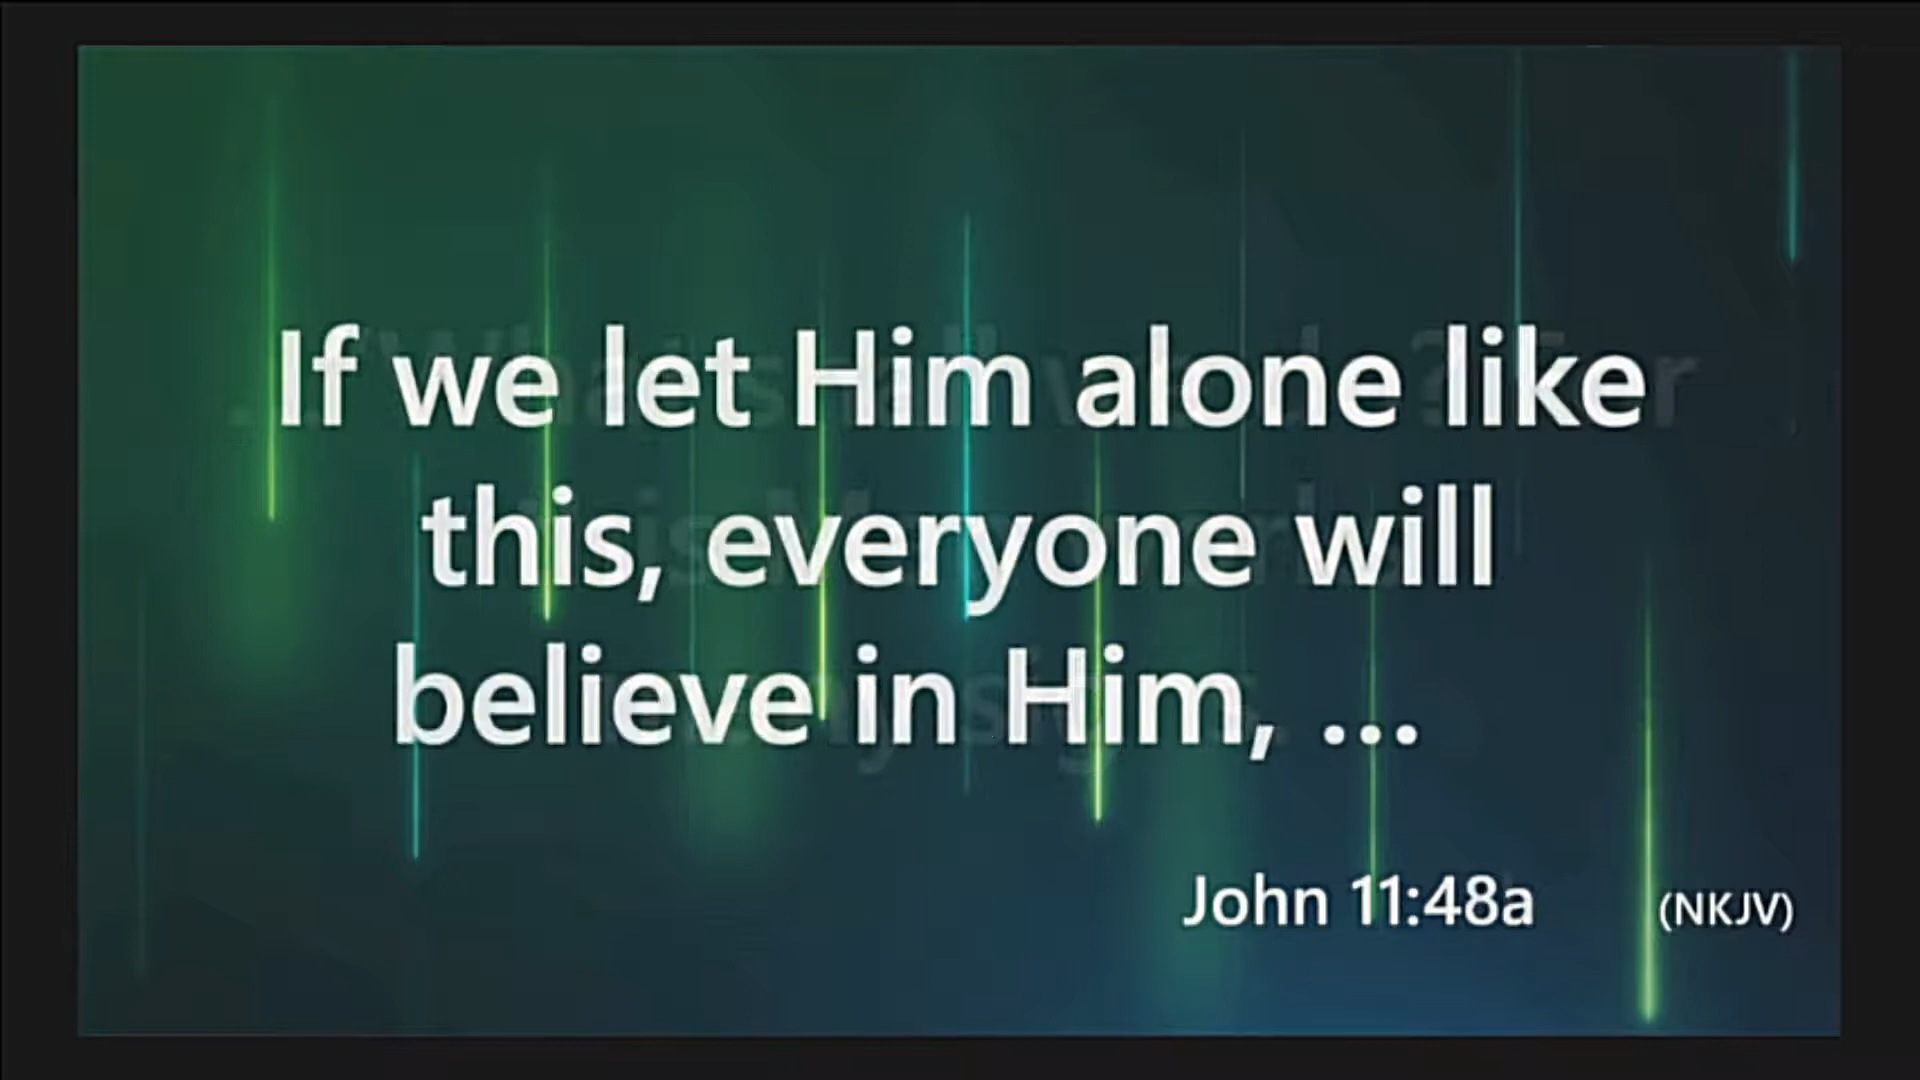 If we let Him alone like
this, everyone will
believe in Him, ...
John 11:48a (NKJV)